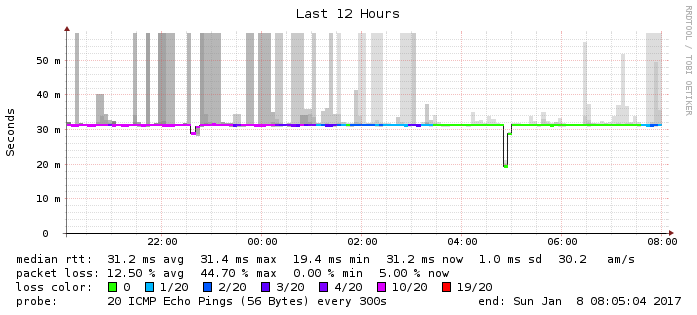 Last 12 Hours
RRDTOOL / TOBI OETIKER
Seconds
50 m
40 m
30 m
20 m
10 m
0
22:00 00:00 02:00 04:00 06:00 08:00
median rtt: 31.2 ms avg 31.4 ms max 19.4 ms min 31.2 ms now 1.0 ms sd 30.2 am/s
packet loss: 12.50 % avg 44.70 % max 0.00 % min 5.00 % now
loss color: 0 1/20 2/20 3/20 4/20 10/20 19/20
probe: 20 ICMP Echo Pings (56 Bytes) every 300s end: Sun Jan 8 08:05:04 2017